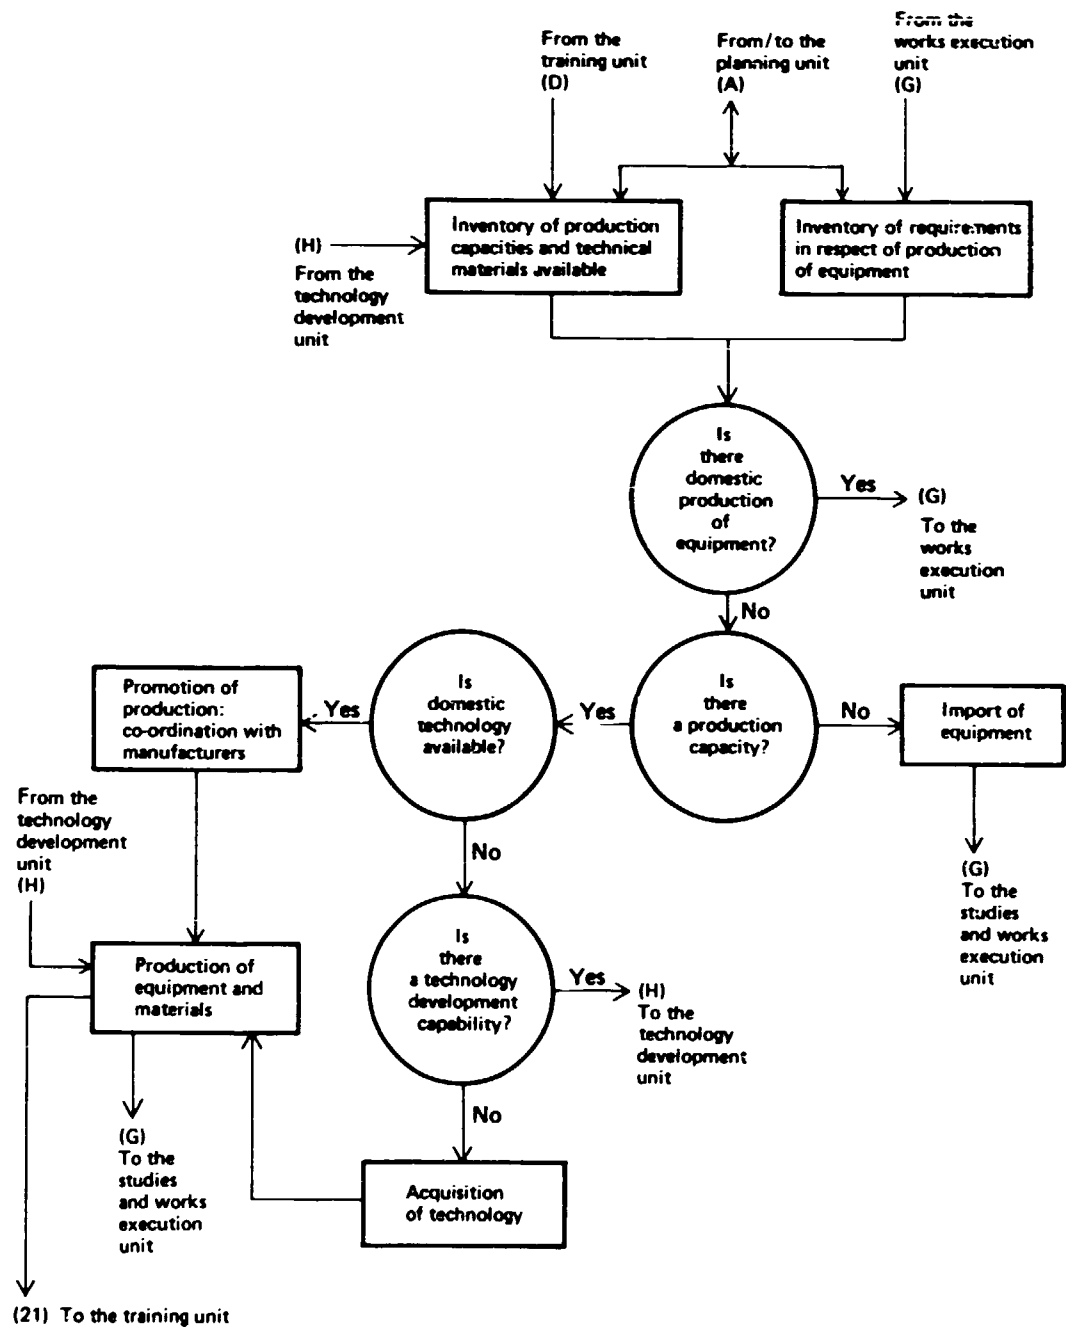 From the
training unit
(D)
From/to the
planning unit
(A)
From the
works execution
unit
(G)
Inventory of production
capacities and technical
materials available
Inventory of requirements
in respect of production
of equipment
(H)
From the
technology
development
unit
Is
there
domestic
production
of
equipment?
Yes
(G)
To the
works
execution
unit
No
Promotion of
production:
co-ordination with
manufacturers
Yes
Is
domestic
technology
available?
Yes
Is
there
a production
capacity?
No
Import of
equipment
From the
technology
development
unit
(H)
No
(G)
To the
studies
and works
execution
unit
Production of
equipment and
materials
Is
there
a technology
development
capability?
Yes
(H)
To the
technology
development
unit
No
(G)
To the
studies
and works
execution
unit
Acquisition
of technology
(21) To the training unit